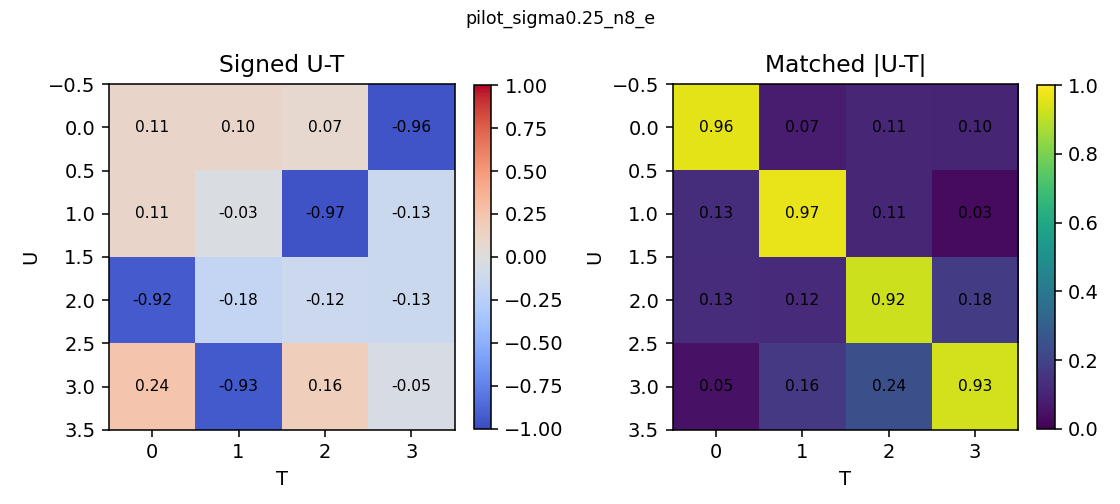 pilot_sigma0.25_n8_e
Signed U-T
−0.5
0.0
0.5
1.0
1.5
2.0
2.5
3.0
3.5
U
0.11 0.10 0.07 -0.96
0.11 -0.03 -0.97 -0.13
-0.92 -0.18 -0.12 -0.13
0.24 -0.93 0.16 -0.05
0 1 2 3
T
1.00
0.75
0.50
0.25
0.00
−0.25
−0.50
−0.75
−1.00
Matched |U-T|
−0.5
0.0
0.5
1.0
1.5
2.0
2.5
3.0
3.5
U
0.96 0.07 0.11 0.10
0.13 0.97 0.11 0.03
0.13 0.12 0.92 0.18
0.05 0.16 0.24 0.93
0 1 2 3
T
1.0
0.8
0.6
0.4
0.2
0.0